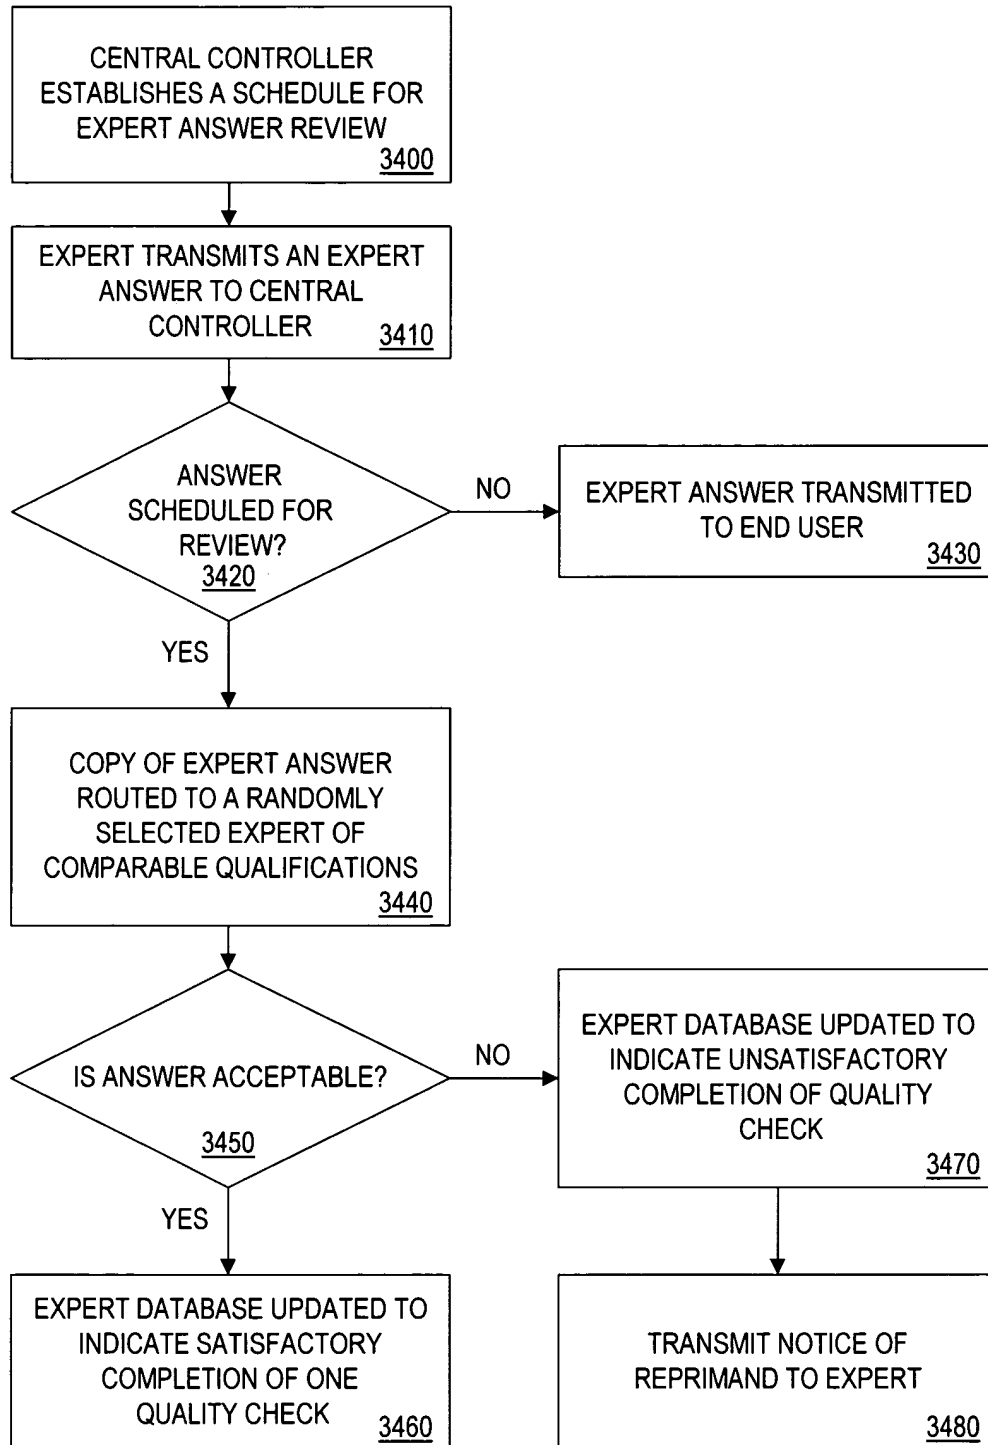 CENTRAL CONTROLLER
ESTABLISHES A SCHEDULE FOR
EXPERT ANSWER REVIEW
3400
EXPERT TRANSMITS AN EXPERT
ANSWER TO CENTRAL
CONTROLLER
3410
ANSWER
SCHEDULED FOR
REVIEW?
3420
NO
EXPERT ANSWER TRANSMITTED
TO END USER
3430
YES
COPY OF EXPERT ANSWER
ROUTED TO A RANDOMLY
SELECTED EXPERT OF
COMPARABLE QUALIFICATIONS
3440
IS ANSWER ACCEPTABLE?
3450
NO
EXPERT DATABASE UPDATED TO
INDICATE UNSATISFACTORY
COMPLETION OF QUALITY
CHECK
3470
YES
EXPERT DATABASE UPDATED TO
INDICATE SATISFACTORY
COMPLETION OF ONE
QUALITY CHECK
3460
TRANSMIT NOTICE OF
REPRIMAND TO EXPERT
3480